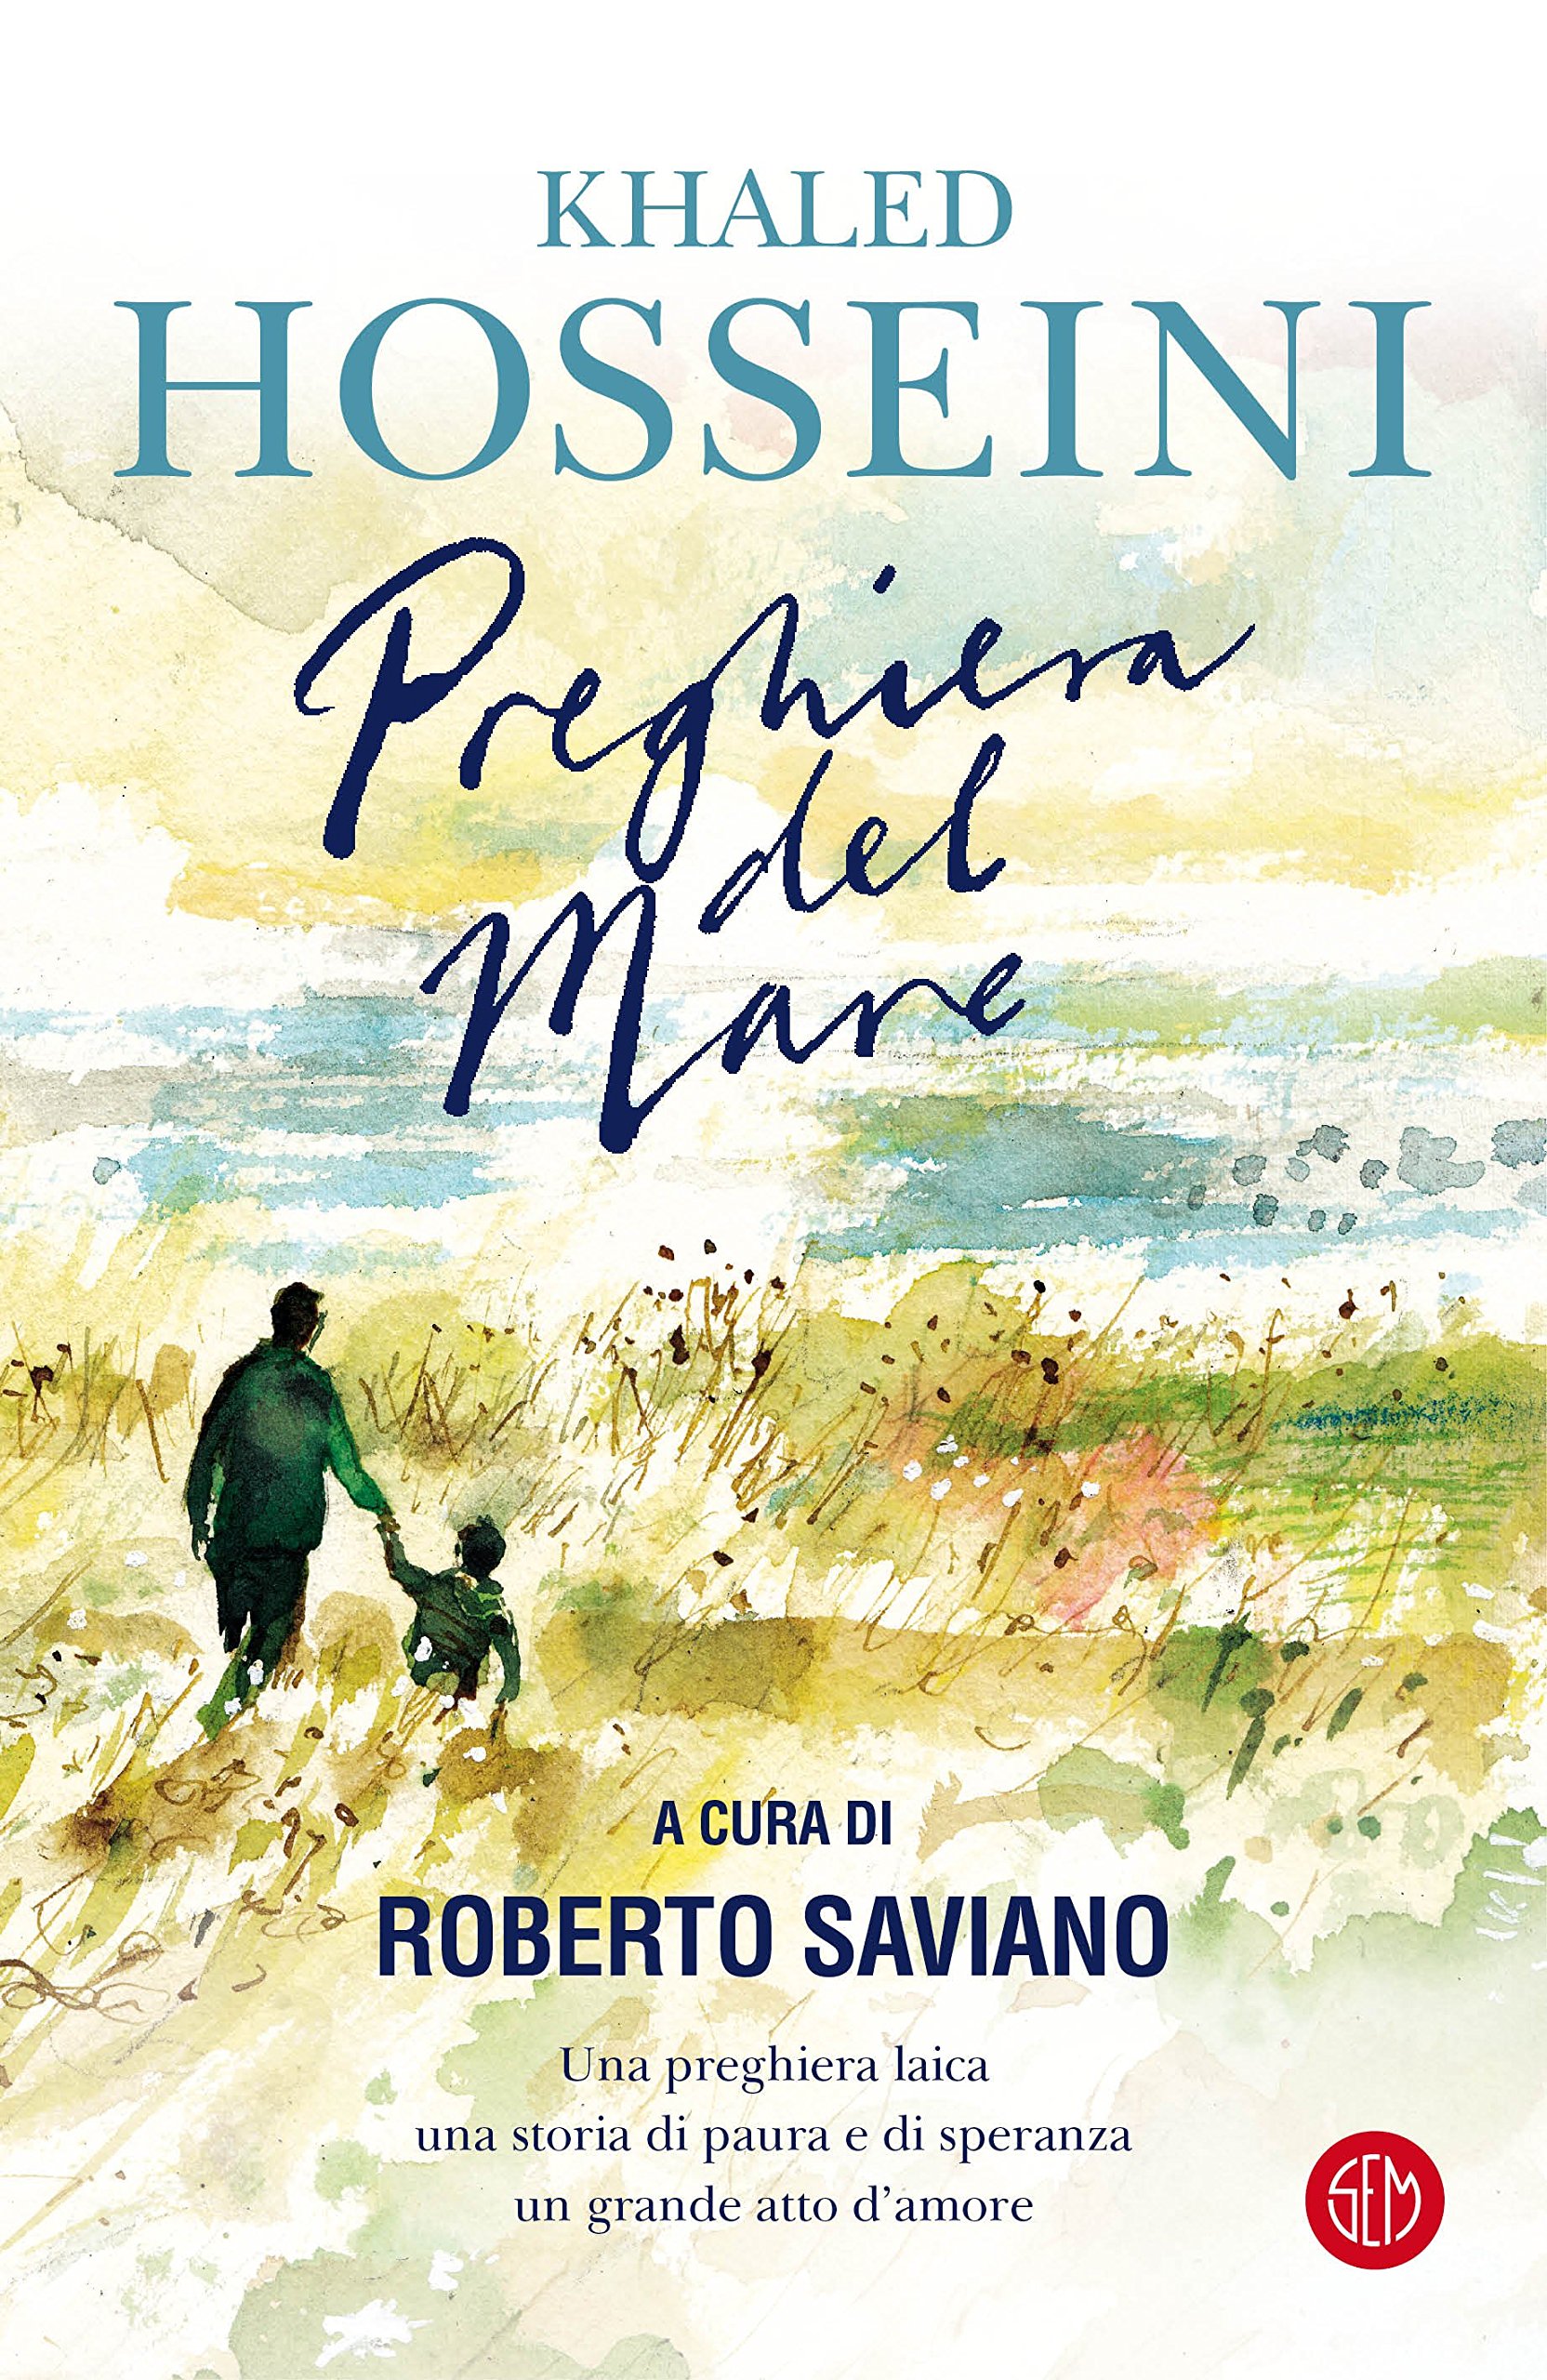 KHALED
HOSSEINI
Preghiera
del
Mare
A CURA DI
ROBERTO SAVIANO
Una preghiera laica
una storia di paura e di speranza
un grande atto d’amore
SEM